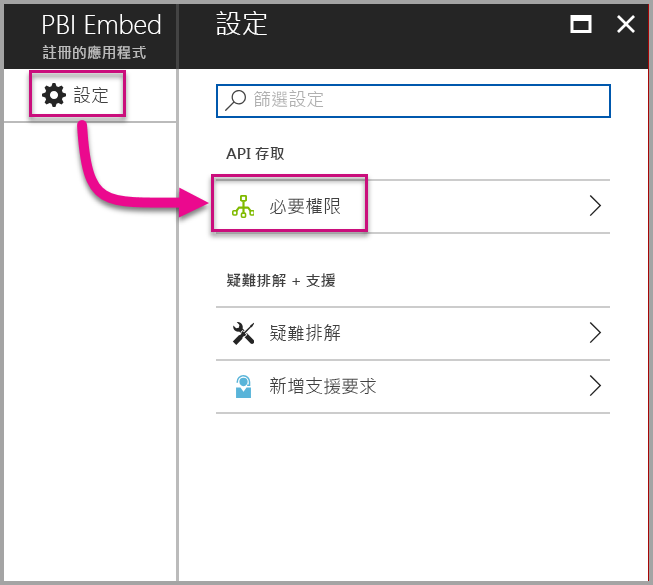 PBI Embed
註冊的應用程式
設定
設定
篩選設定
API 存取
必要權限
疑難排解 + 支援
疑難排解
新增支援要求